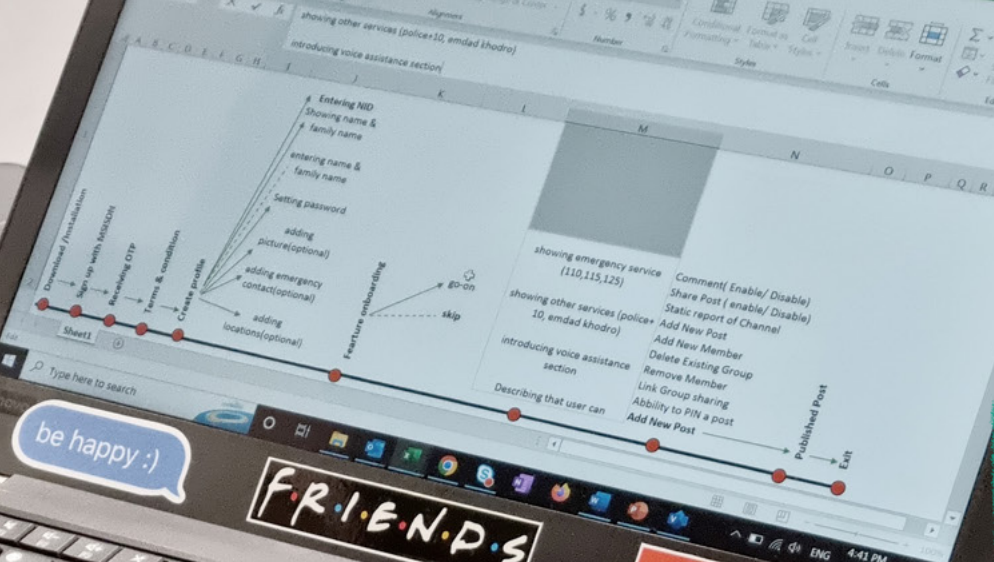 showing other services (police+10, emdad khodro)
introducing voice assistance section
Alignment
Number
Conditional Formatting
Format as Table
Cell Styles
Styles
Insert
Delete
Format
Cells
A B C D E F G H I J K L M N O P Q R
Entering NID
Showing name &
family name
entering name &
family name
Setting password
adding
picture(optional)
adding emergency
contact(optional)
adding
locations(optional)
Download /Installation
Sign up with MSISDN
Receiving OTP
Terms & condition
Create profile
Fearture onboarding
go-on
skip
showing emergency service
(110,115,125)
showing other services (police+
10, emdad khodro)
introducing voice assistance
section
Describing that user can
Comment( Enable/ Disable)
Share Post ( enable/ Disable)
Static report of Channel
Add New Post
Add New Member
Delete Existing Group
Remove Member
Link Group sharing
Abbility to PIN a post
Add New Post
Published Post
Exit
1
2
Sheet1
Type here to search
ENG
4:41 PM
100%
be happy :)
F.R.I.E.N.D.S